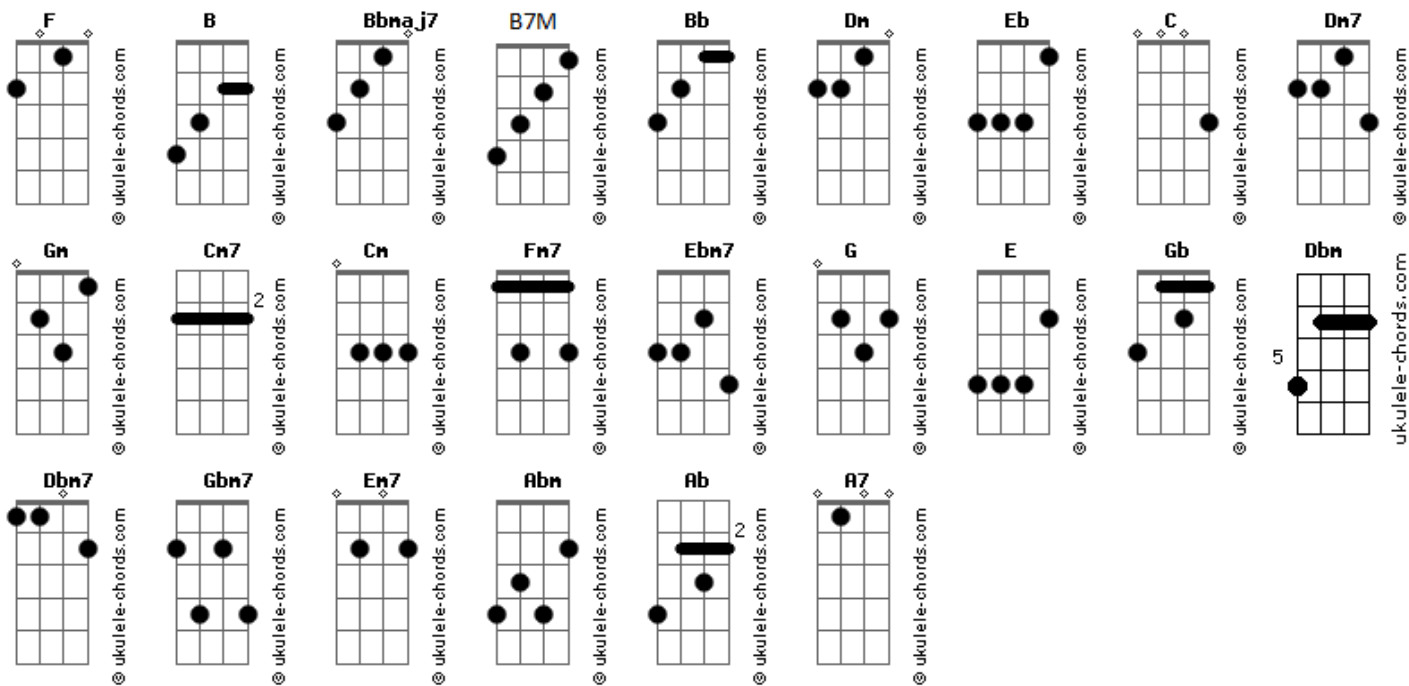 F B Bbmaj7 B7M Bb Dm Eb C Dm7
© ukulele-chords.com © ukulele-chords.com © ukulele-chords.com © ukulele-chords.com © ukulele-chords.com © ukulele-chords.com © ukulele-chords.com © ukulele-chords.com © ukulele-chords.com
Gm Cm7 Cm Fm7 Ebm7 G E Gb Dbm
2 5
© ukulele-chords.com © ukulele-chords.com © ukulele-chords.com © ukulele-chords.com © ukulele-chords.com © ukulele-chords.com © ukulele-chords.com © ukulele-chords.com ukulele-chords.com
Dbm7 Gbm7 Em7 Abm Ab A7
2
© ukulele-chords.com © ukulele-chords.com © ukulele-chords.com © ukulele-chords.com © ukulele-chords.com © ukulele-chords.com